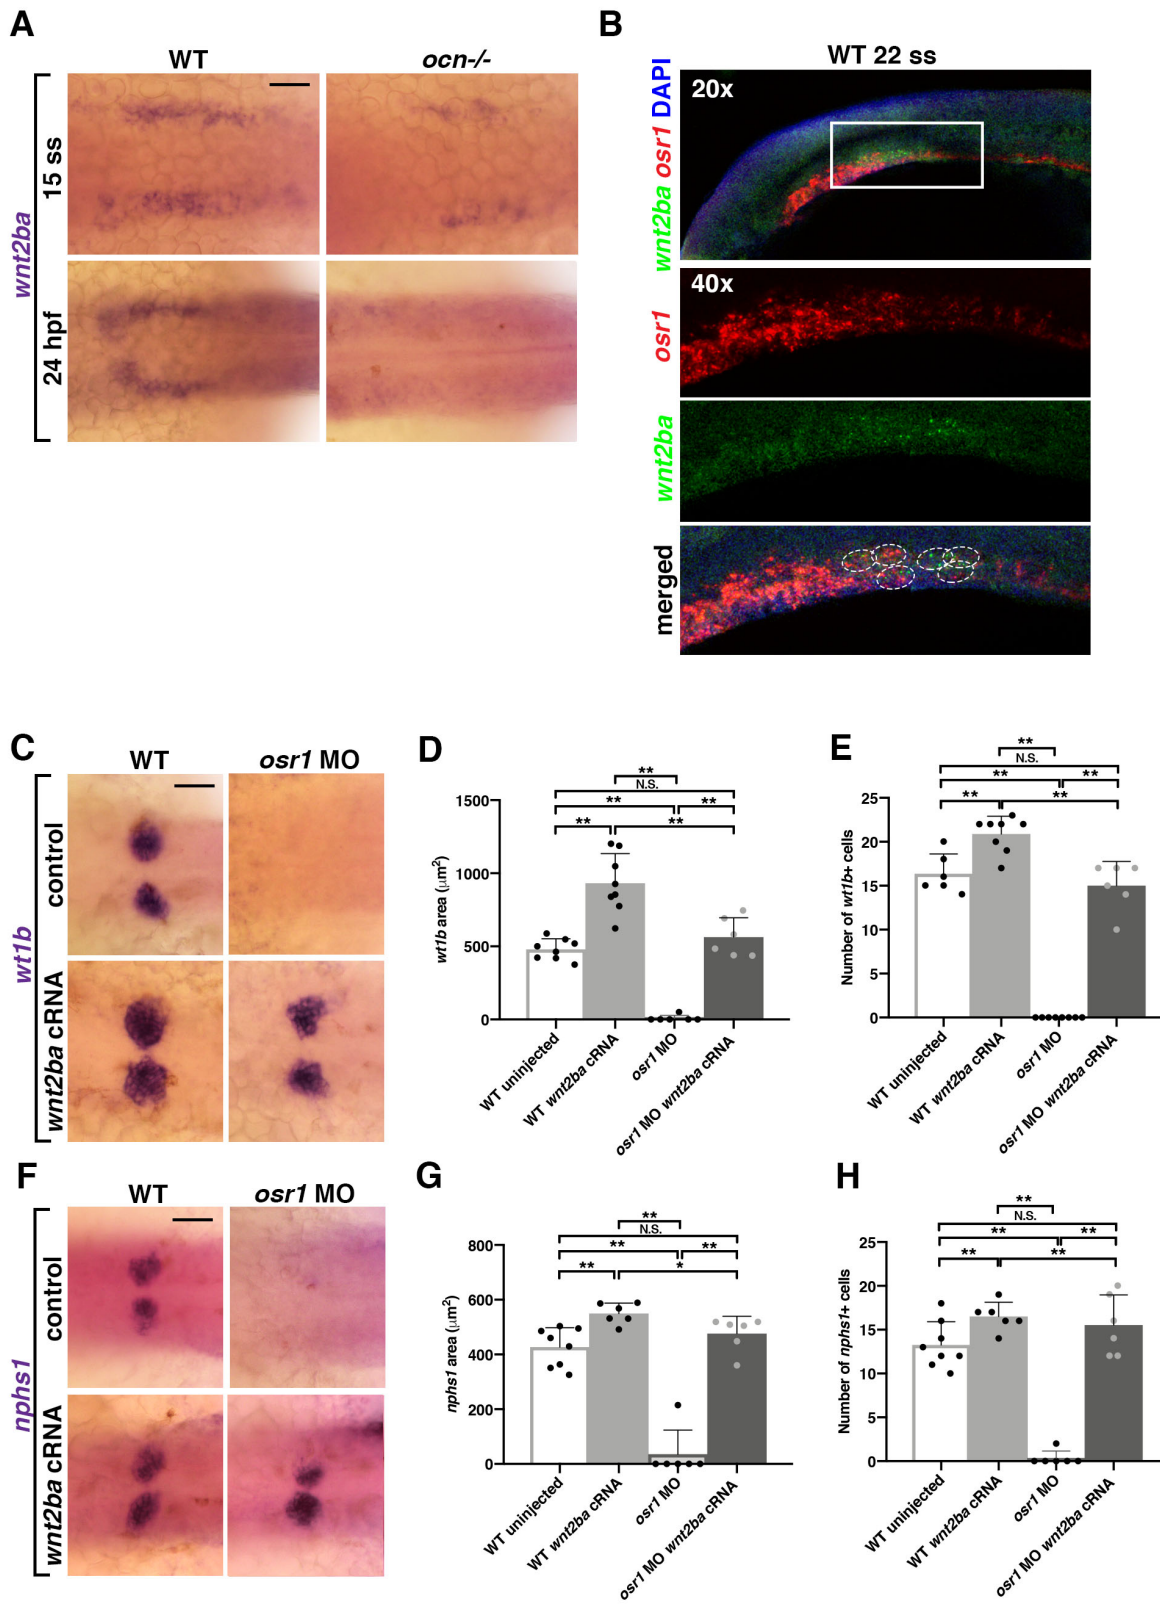 A
WT
ocn-/-
wnt2ba
15 ss
24 hpf
B
WT 22 ss
wnt2ba osr1 DAPI
20x
40x
osr1
wnt2ba
merged
C
WT
osr1 MO
wt1b
control
wnt2ba cRNA
D
**
N.S.
**
**
**
**
1500
1000
500
0
wt1b area (µm²)
WT uninjected
WT wnt2ba cRNA
osr1 MO
osr1 MO wnt2ba cRNA
E
**
N.S.
**
**
**
**
25
20
15
10
5
0
Number of wt1b+ cells
WT uninjected
WT wnt2ba cRNA
osr1 MO
osr1 MO wnt2ba cRNA
F
WT
osr1 MO
nphs1
control
wnt2ba cRNA
G
**
N.S.
**
**
**
*
800
600
400
200
0
nphs1 area (µm²)
WT uninjected
WT wnt2ba cRNA
osr1 MO
osr1 MO wnt2ba cRNA
H
**
N.S.
**
**
**
**
25
20
15
10
5
0
Number of nphs1+ cells
WT uninjected
WT wnt2ba cRNA
osr1 MO
osr1 MO wnt2ba cRNA